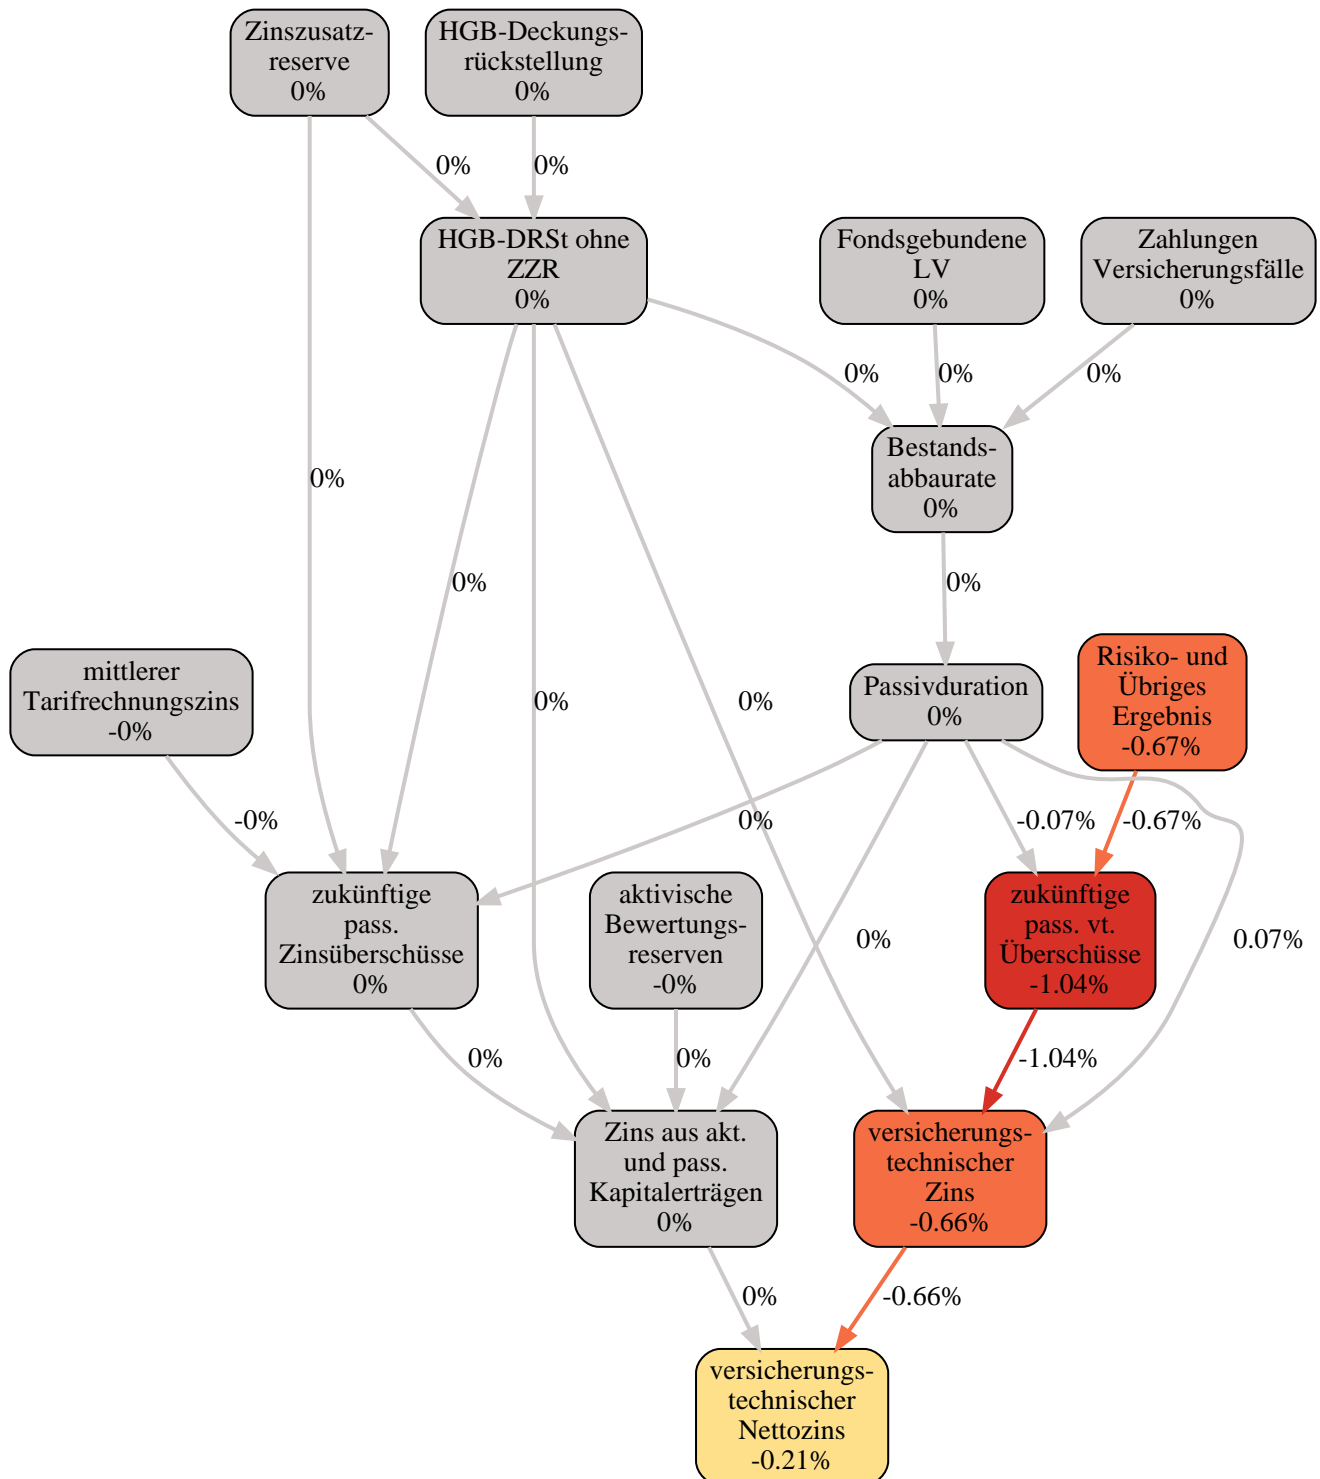 Zinszusatz-
reserve
0%
HGB-Deckungs-
rückstellung
0%
0%
0%
HGB-DRSt ohne
ZZR
0%
Fondsgebundene
LV
0%
Zahlungen
Versicherungsfälle
0%
0%
0%
0%
Bestands-
abbaurate
0%
0%
0%
0%
mittlerer
Tarifrechnungszins
-0%
0%
0%
Passivduration
0%
Risiko- und
Übriges
Ergebnis
-0.67%
-0%
0%
-0.07%
-0.67%
zukünftige
pass.
Zinsüberschüsse
0%
aktivische
Bewertungs-
reserven
-0%
0%
zukünftige
pass. vt.
Überschüsse
-1.04%
0.07%
0%
0%
-1.04%
Zins aus akt.
und pass.
Kapitalerträgen
0%
versicherungs-
technischer
Zins
-0.66%
0%
-0.66%
versicherungs-
technischer
Nettozins
-0.21%